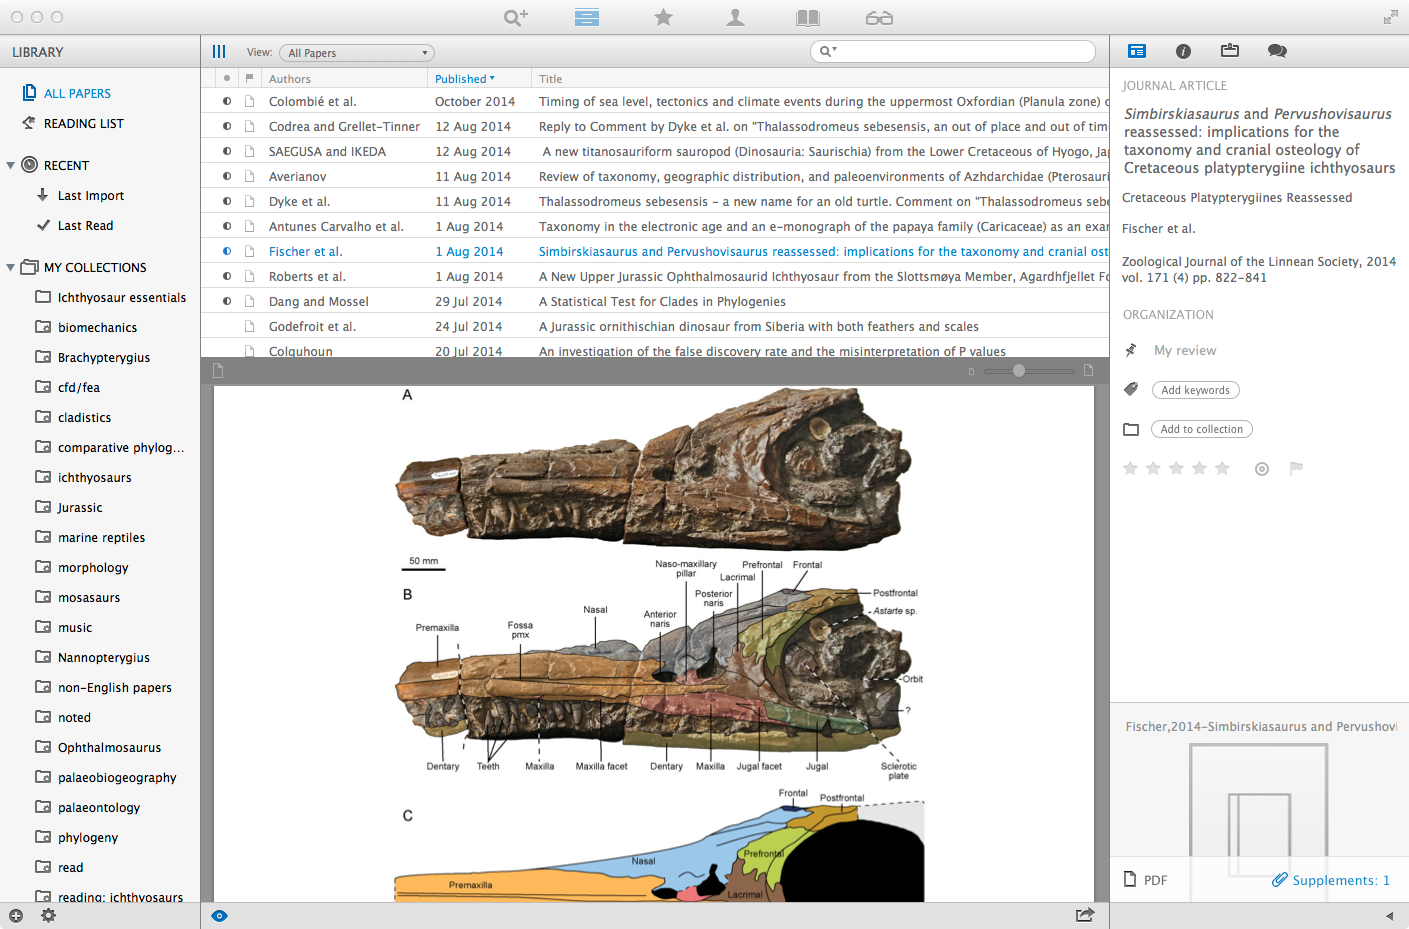 LIBRARY
ALL PAPERS
READING LIST
RECENT
Last Import
Last Read
MY COLLECTIONS
Ichthyosaur essentials
biomechanics
Brachypterygius
cfd/fea
cladistics
comparative phylog...
ichthyosaurs
Jurassic
marine reptiles
morphology
mosasaurs
music
Nannopterygius
non-English papers
noted
Ophthalmosaurus
palaeobiogeography
palaeontology
phylogeny
read
reading: ichthyosaurs
View: All Papers
Authors Published Title
Colombié et al. October 2014 Timing of sea level, tectonics and climate events during the uppermost Oxfordian (Planula zone)
Codrea and Grellet-Tinner 12 Aug 2014 Reply to Comment by Dyke et al. on "Thalassodromeus sebesensis, an out of place and out of tim
SAEGUSA and IKEDA 12 Aug 2014 A new titanosauriform sauropod (Dinosauria: Saurischia) from the Lower Cretaceous of Hyogo, Jap
Averianov 11 Aug 2014 Review of taxonomy, geographic distribution, and paleoenvironments of Azhdarchidae (Pterosauri
Dyke et al. 11 Aug 2014 Thalassodromeus sebesensis – a new name for an old turtle. Comment on "Thalassodromeus sebe
Antunes Carvalho et al. 1 Aug 2014 Taxonomy in the electronic age and an e-monograph of the papaya family (Caricaceae) as an exa
Fischer et al. 1 Aug 2014 Simbirskiasaurus and Pervushovisaurus reassessed: implications for the taxonomy and cranial ost
Roberts et al. 1 Aug 2014 A New Upper Jurassic Ophthalmosaurid Ichthyosaur from the Slottsmøya Member, Agardhfjellet Fo
Dang and Mossel 29 Jul 2014 A Statistical Test for Clades in Phylogenies
Godefroit et al. 24 Jul 2014 A Jurassic ornithischian dinosaur from Siberia with both feathers and scales
Colquhoun 20 Jul 2014 An investigation of the false discovery rate and the misinterpretation of P values
A
50 mm
B
Premaxilla
Fossa
pmx
Nasal
Anterior
naris
Naso-maxillary
pillar
Posterior
naris
Lacrimal
Prefrontal
Frontal
Postfrontal
Astarte sp.
Orbit
?
Dentary
Teeth
Maxilla
Maxilla facet
Dentary
Maxilla
Jugal facet
Jugal
Sclerotic
plate
C
Frontal
Postfrontal
Prefrontal
Nasal
Premaxilla
Lacrimal
JOURNAL ARTICLE
Simbirskiasaurus and Pervushovisaurus
reassessed: implications for the
taxonomy and cranial osteology of
Cretaceous platypterygiine ichthyosaurs
Cretaceous Platypterygiines Reassessed
Fischer et al.
Zoological Journal of the Linnean Society, 2014
vol. 171 (4) pp. 822–841
ORGANIZATION
My review
Add keywords
Add to collection
Fischer,2014-Simbirskiasaurus and Pervushovi
PDF
Supplements: 1